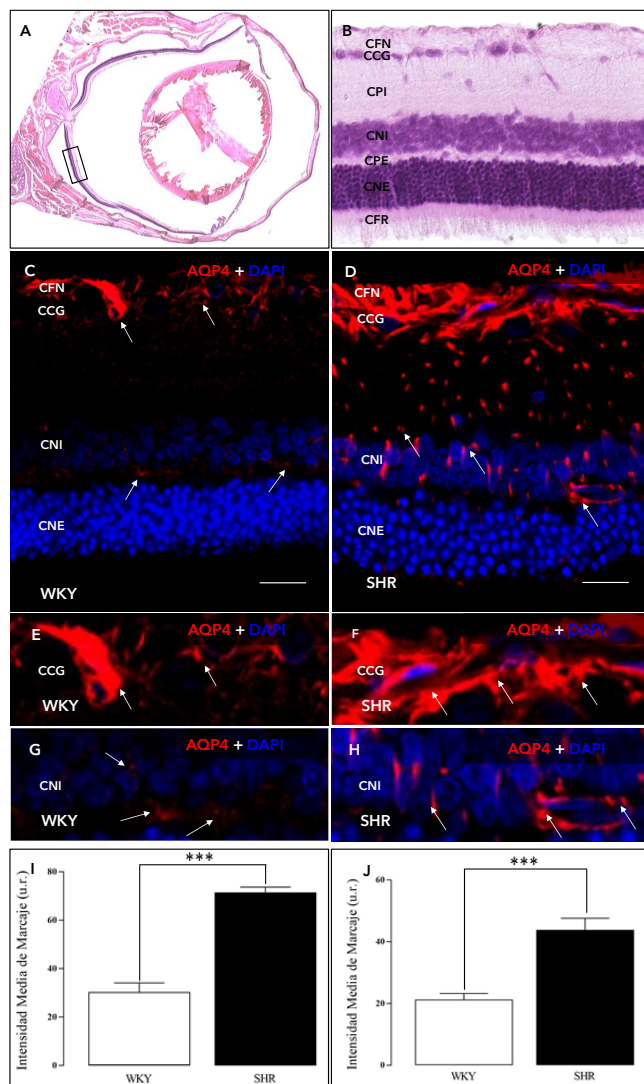 A
B
CFN
CCG
CPI
CNI
CPE
CNE
CFR
C
AQP4 + DAPI
CFN
CCG
CNI
CNE
WKY
D
AQP4 + DAPI
CFN
CCG
CNI
CNE
SHR
E
AQP4 + DAPI
CCG
WKY
F
AQP4 + DAPI
CCG
SHR
G
AQP4 + DAPI
CNI
WKY
H
AQP4 + DAPI
CNI
SHR
I
***
Intensidad Media de Marcaje (u.r.)
80
60
40
20
0
WKY
SHR
J
***
Intensidad Media de Marcaje (u.r.)
60
40
20
0
WKY
SHR